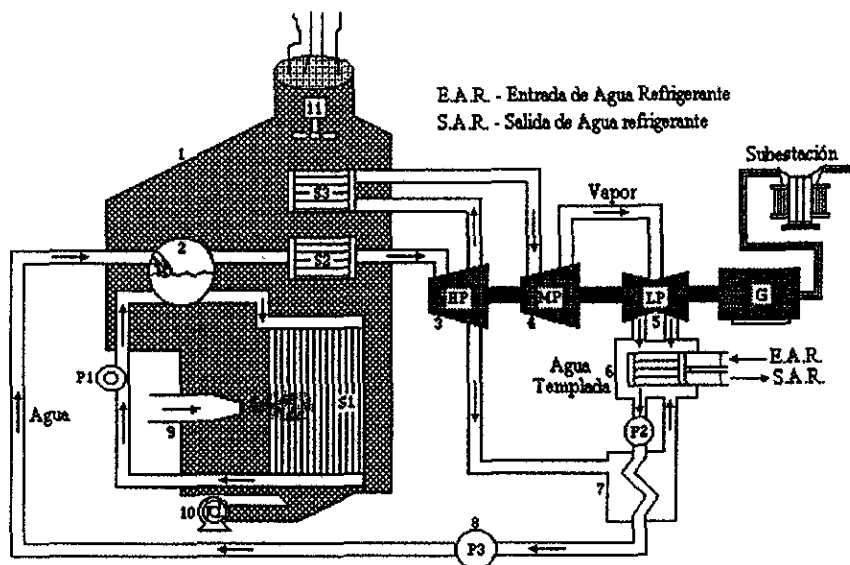 E.A.R. - Entrada de Agua Refrigerante
S.A.R. - Salida de Agua refrigerante
11
1
Subestación
S3
Vapor
2
S2
HP
MP
LP
G
3
4
5
Agua
Templada
6
E.A.R.
S.A.R.
P1
S1
Agua
9
P2
7
10
8
P3